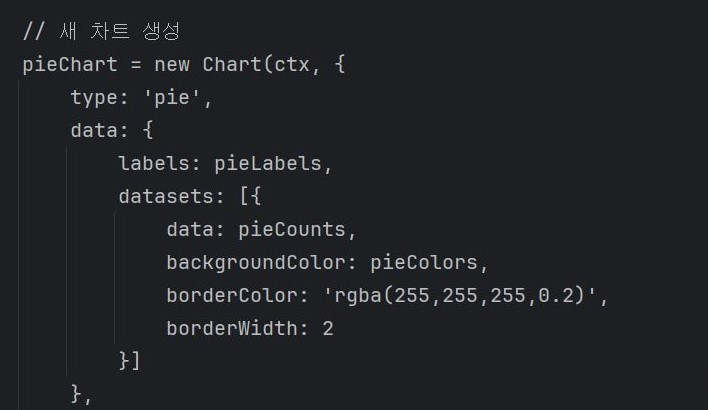 // 새 차트 생성
pieChart = new Chart(ctx, {
    type: 'pie',
    data: {
        labels: pieLabels,
        datasets: [{
            data: pieCounts,
            backgroundColor: pieColors,
            borderColor: 'rgba(255,255,255,0.2)',
            borderWidth: 2
        }]
    },